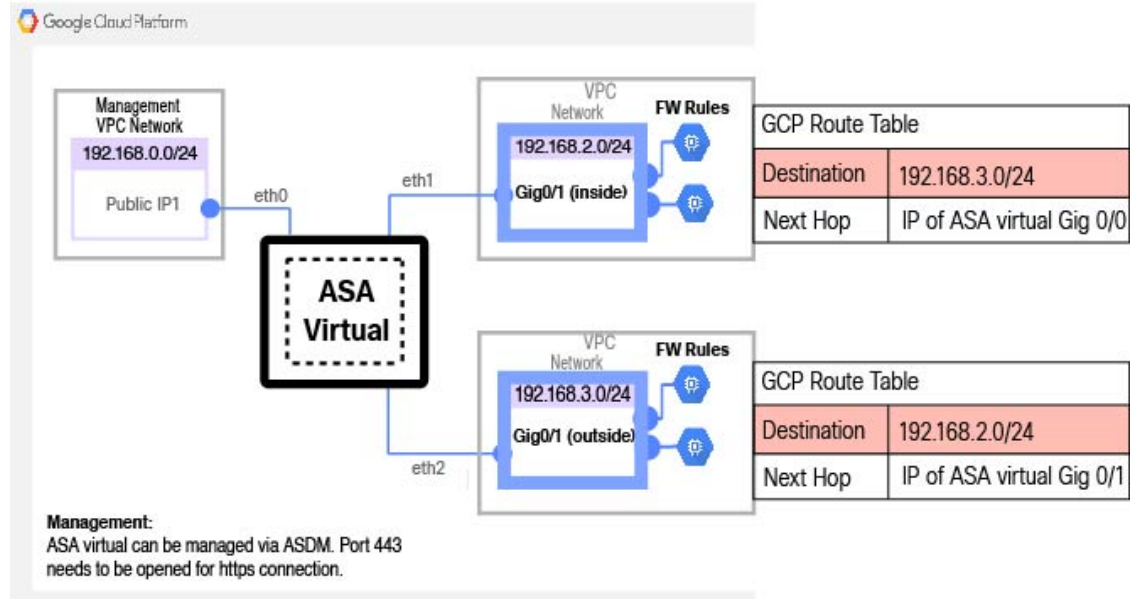 Google Cloud Platform
Management
VPC Network
192.168.0.0/24
Public IP1
eth0
eth1
VPC
Network
FW Rules
192.168.2.0/24
Gig0/1 (inside)
GCP Route Table
Destination 192.168.3.0/24
Next Hop IP of ASA virtual Gig 0/0
ASA
Virtual
eth2
VPC
Network
FW Rules
192.168.3.0/24
Gig0/1 (outside)
GCP Route Table
Destination 192.168.2.0/24
Next Hop IP of ASA virtual Gig 0/1
Management:
ASA virtual can be managed via ASDM. Port 443
needs to be opened for https connection.